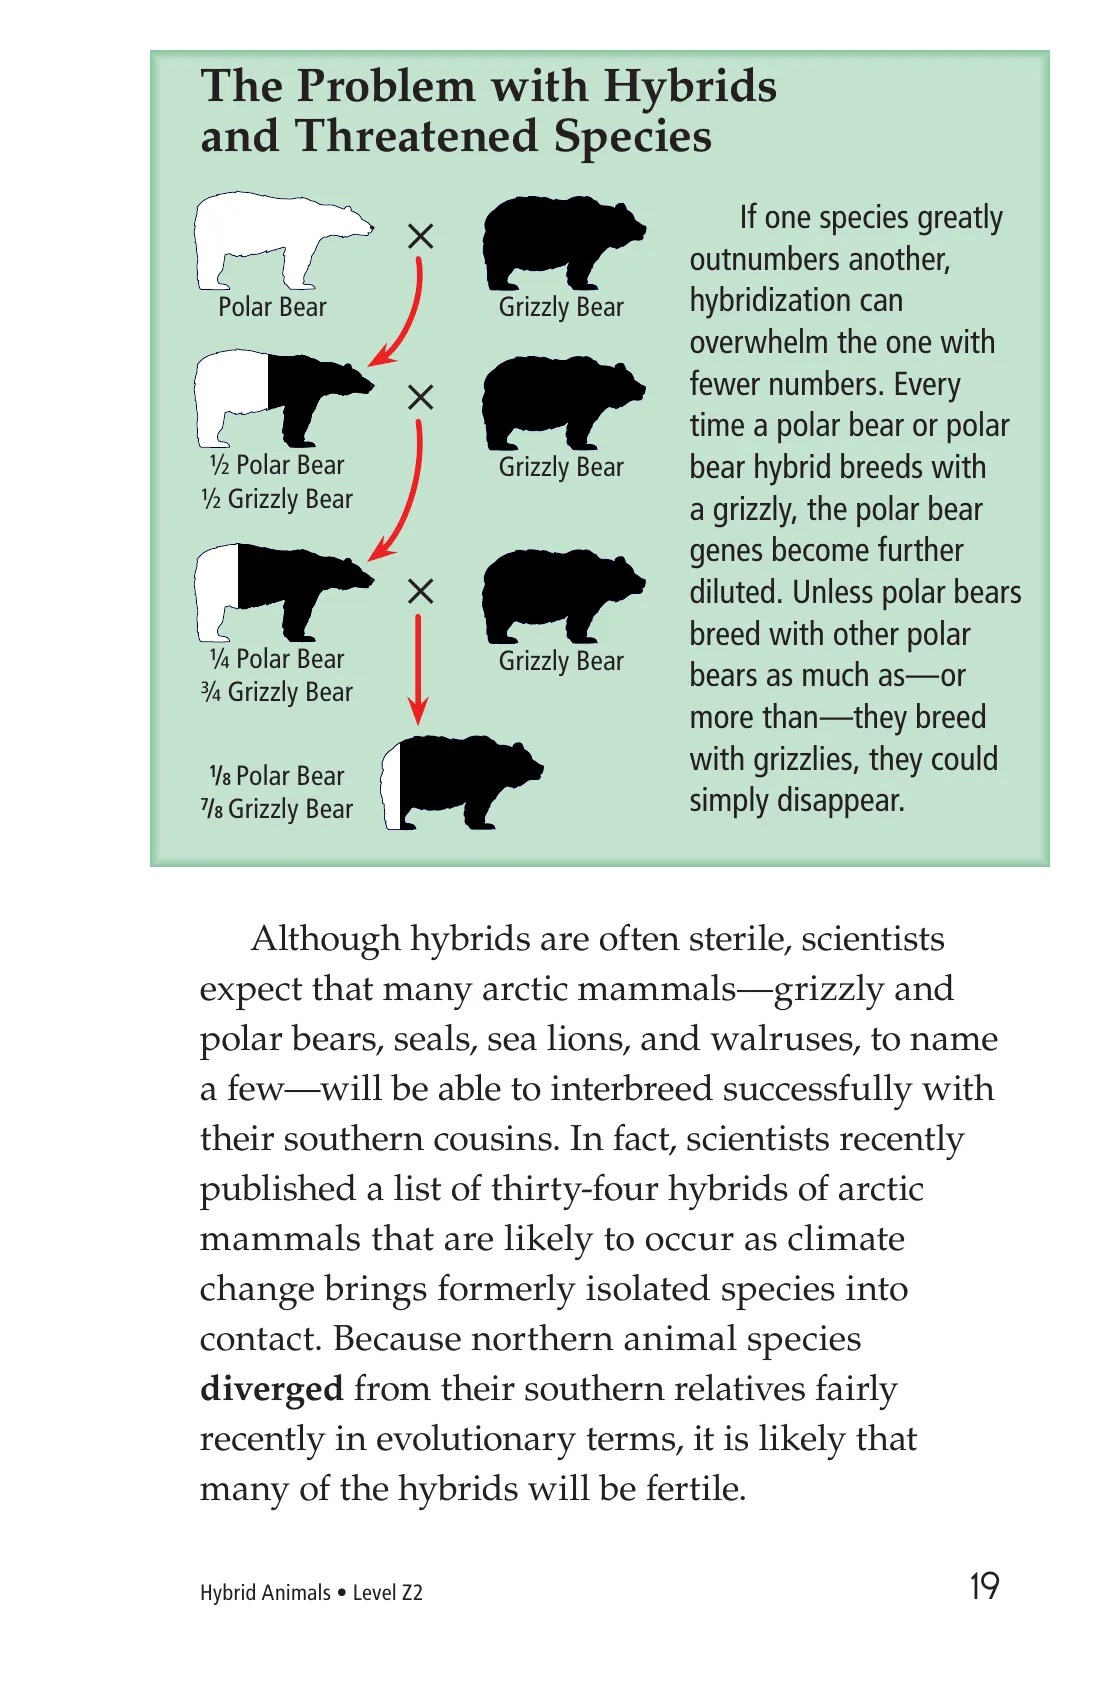 The Problem with Hybrids
and Threatened Species
×
Polar Bear
Grizzly Bear
×
½ Polar Bear
½ Grizzly Bear
Grizzly Bear
×
¼ Polar Bear
¾ Grizzly Bear
Grizzly Bear
1/8 Polar Bear
7/8 Grizzly Bear
If one species greatly
outnumbers another,
hybridization can
overwhelm the one with
fewer numbers. Every
time a polar bear or polar
bear hybrid breeds with
a grizzly, the polar bear
genes become further
diluted. Unless polar bears
breed with other polar
bears as much as—or
more than—they breed
with grizzlies, they could
simply disappear.
Although hybrids are often sterile, scientists
expect that many arctic mammals—grizzly and
polar bears, seals, sea lions, and walruses, to name
a few—will be able to interbreed successfully with
their southern cousins. In fact, scientists recently
published a list of thirty-four hybrids of arctic
mammals that are likely to occur as climate
change brings formerly isolated species into
contact. Because northern animal species
diverged from their southern relatives fairly
recently in evolutionary terms, it is likely that
many of the hybrids will be fertile.
Hybrid Animals • Level Z2
19